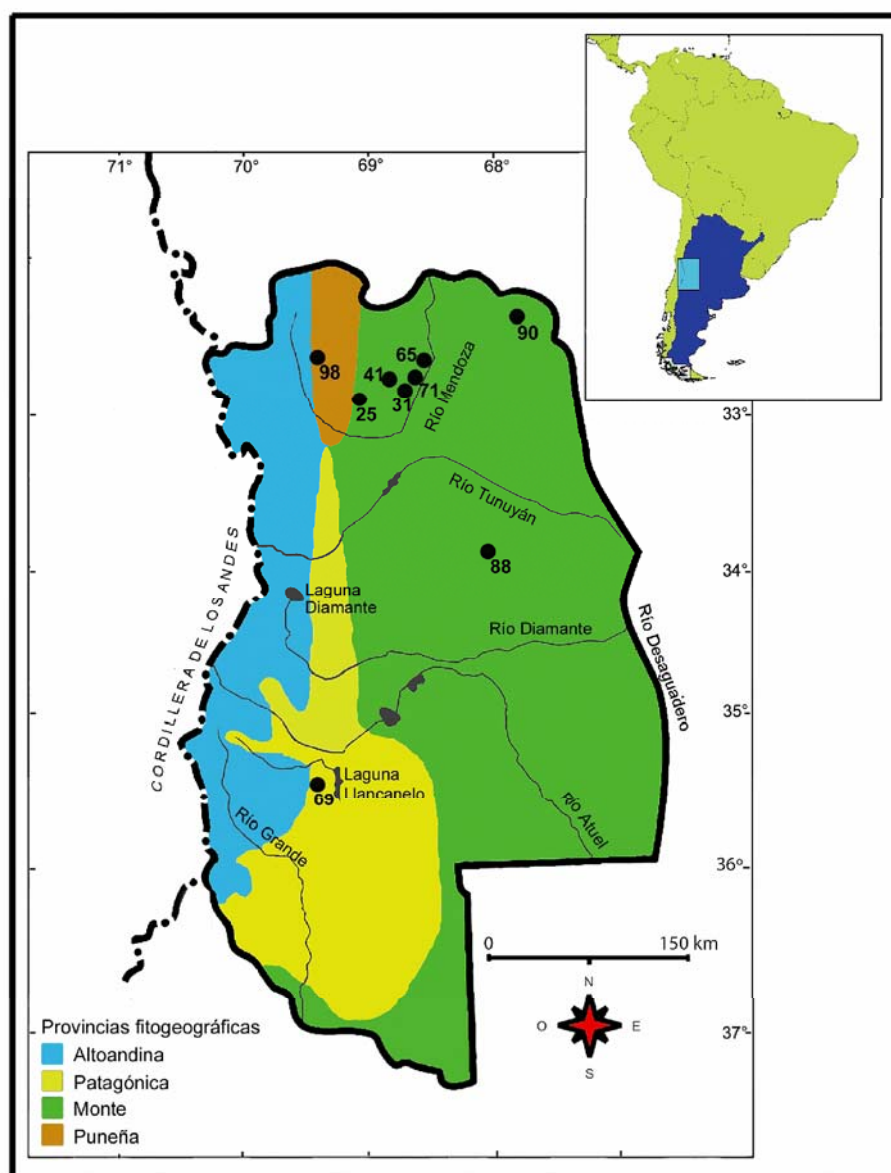 71°
70°
69°
68°
90
65
98
41
71
25
31
Río Mendoza
33°
Río Tunuyán
88
34°
CORDILLERA DE LOS ANDES
Laguna
Diamante
Río Diamante
Río Desaguadero
35°
Laguna
Llancanelo
69
Río Grande
Río Atuel
36°
0
150 km
N
O
E
S
37°
Provincias fitogeográficas
Altoandina
Patagónica
Monte
Puneña